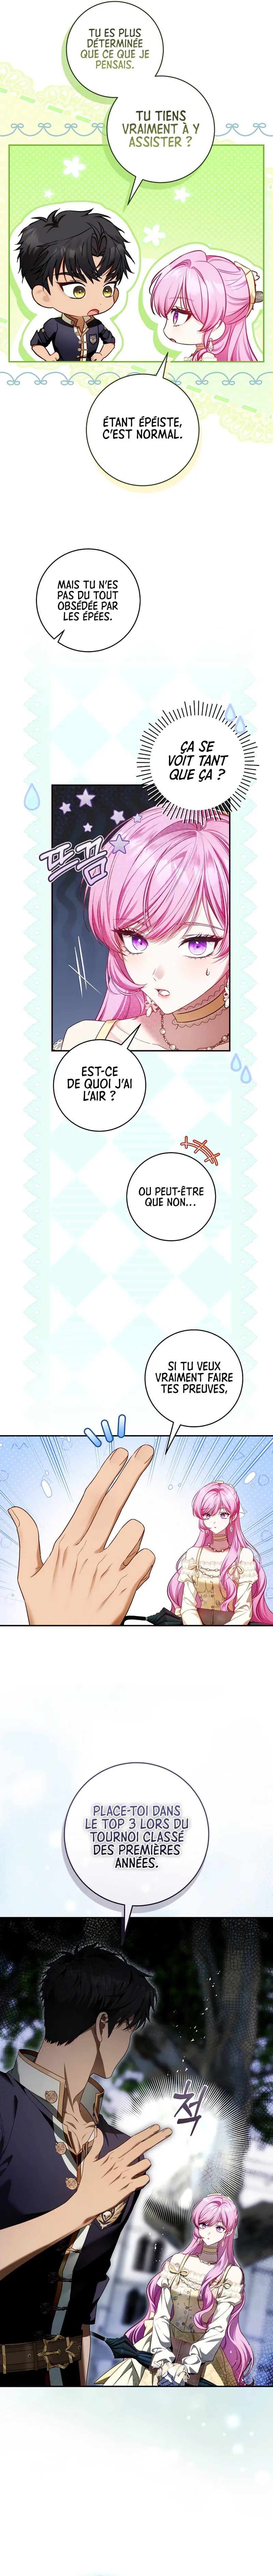 TU ES PLUS
DÉTERMINÉE
QUE CE QUE JE
PENSAIS.
TU TIENS
VRAIMENT À Y
ASSISTER ?
ÉTANT ÉPÉISTE,
C'EST NORMAL.
MAIS TU N'ES
PAS DU TOUT
OBSÉDÉE PAR
LES ÉPÉES.
ÇA SE
VOIT TANT
QUE ÇA ?
뜨끔
EST-CE
DE QUOI J'AI
L'AIR ?
OU PEUT-ÊTRE
QUE NON...
SI TU VEUX
VRAIMENT FAIRE
TES PREUVES,
PLACE-TOI DANS
LE TOP 3 LORS DU
TOURNOI CLASSÉ
DES PREMIÈRES
ANNÉES.
척